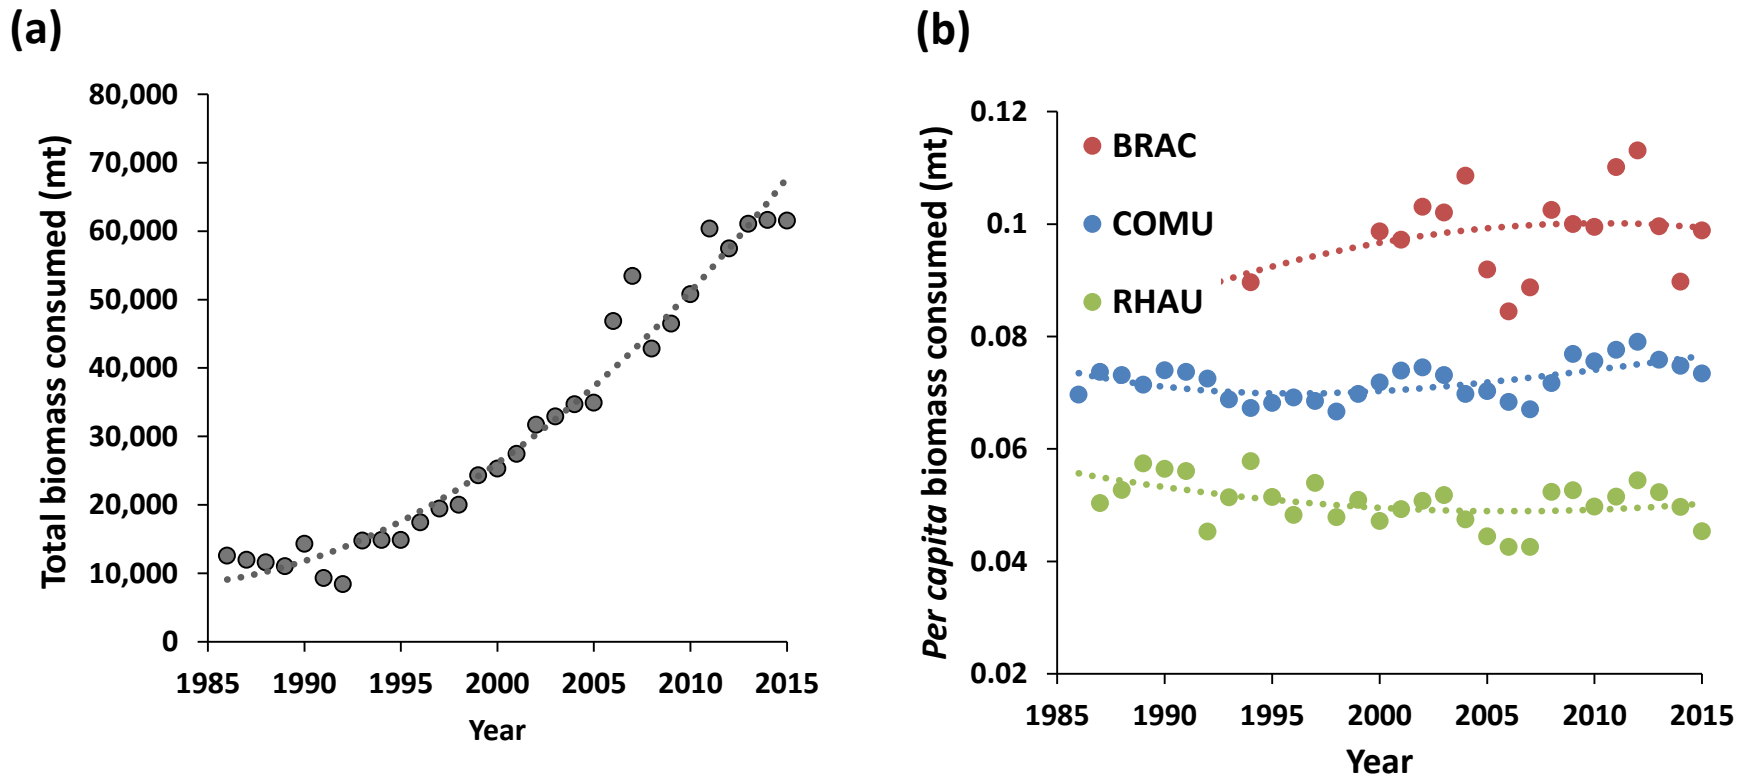 (a)
Total biomass consumed (mt)
80,000
70,000
60,000
50,000
40,000
30,000
20,000
10,000
0
1985 1990 1995 2000 2005 2010 2015
Year
(b)
Per capita biomass consumed (mt)
0.12
0.1
0.08
0.06
0.04
0.02
BRAC
COMU
RHAU
1985 1990 1995 2000 2005 2010 2015
Year